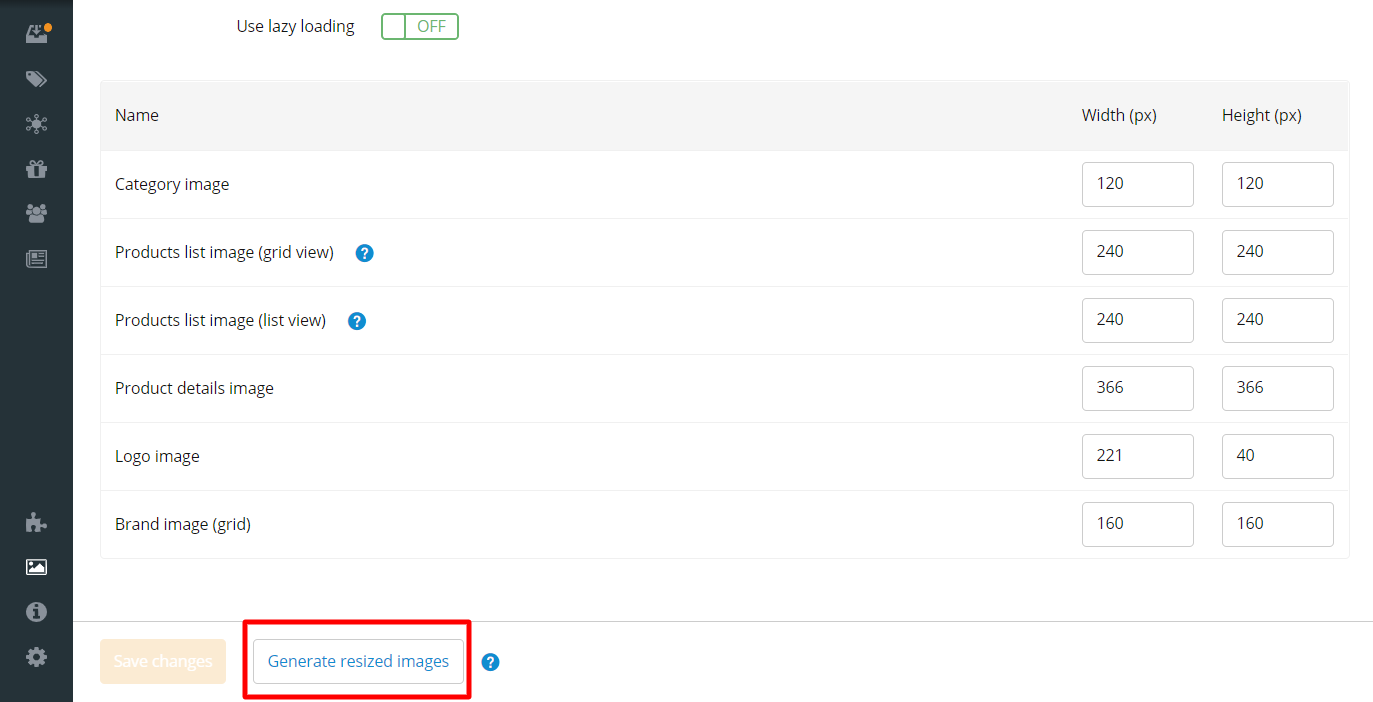 Use lazy loading OFF
Name Width (px) Height (px)
Category image 120 120
Products list image (grid view) ? 240 240
Products list image (list view) ? 240 240
Product details image 366 366
Logo image 221 40
Brand image (grid) 160 160
Save changes Generate resized images ?